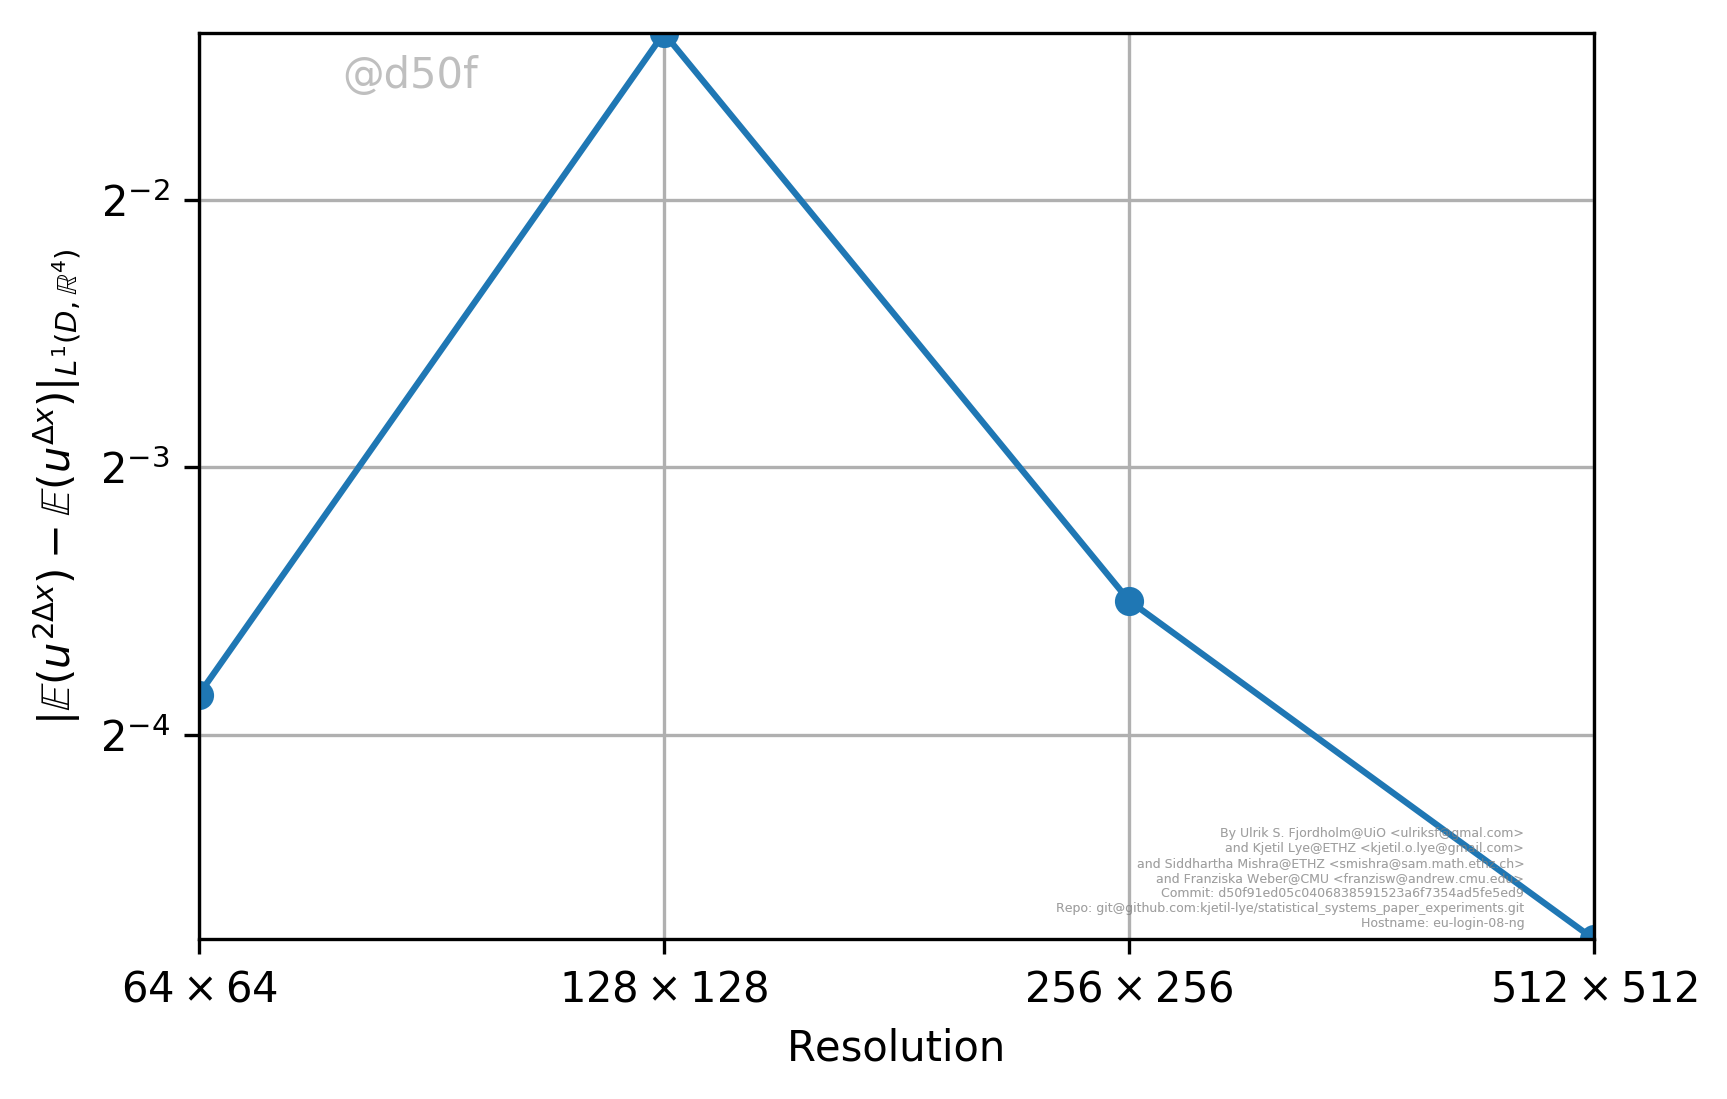 @d50f
2⁻²
2⁻³
2⁻⁴
|𝔼(u^{2Δx}) − 𝔼(u^{Δx})|_{L¹(D, ℝ⁴)}
By Ulrik S. Fjordholm@UiO <ulriksf@gmal.com>
and Kjetil Lye@ETHZ <kjetil.o.lye@gmail.com>
and Siddhartha Mishra@ETHZ <smishra@sam.math.ethz.ch>
and Franziska Weber@CMU <franzisw@andrew.cmu.edu>
Commit: d50f91ed05c0406838591523a6f7354ad5fe5ed9
Repo: git@github.com:kjetil-lye/statistical_systems_paper_experiments.git
Hostname: eu-login-08-ng
64 × 64 128 × 128 256 × 256 512 × 512
Resolution